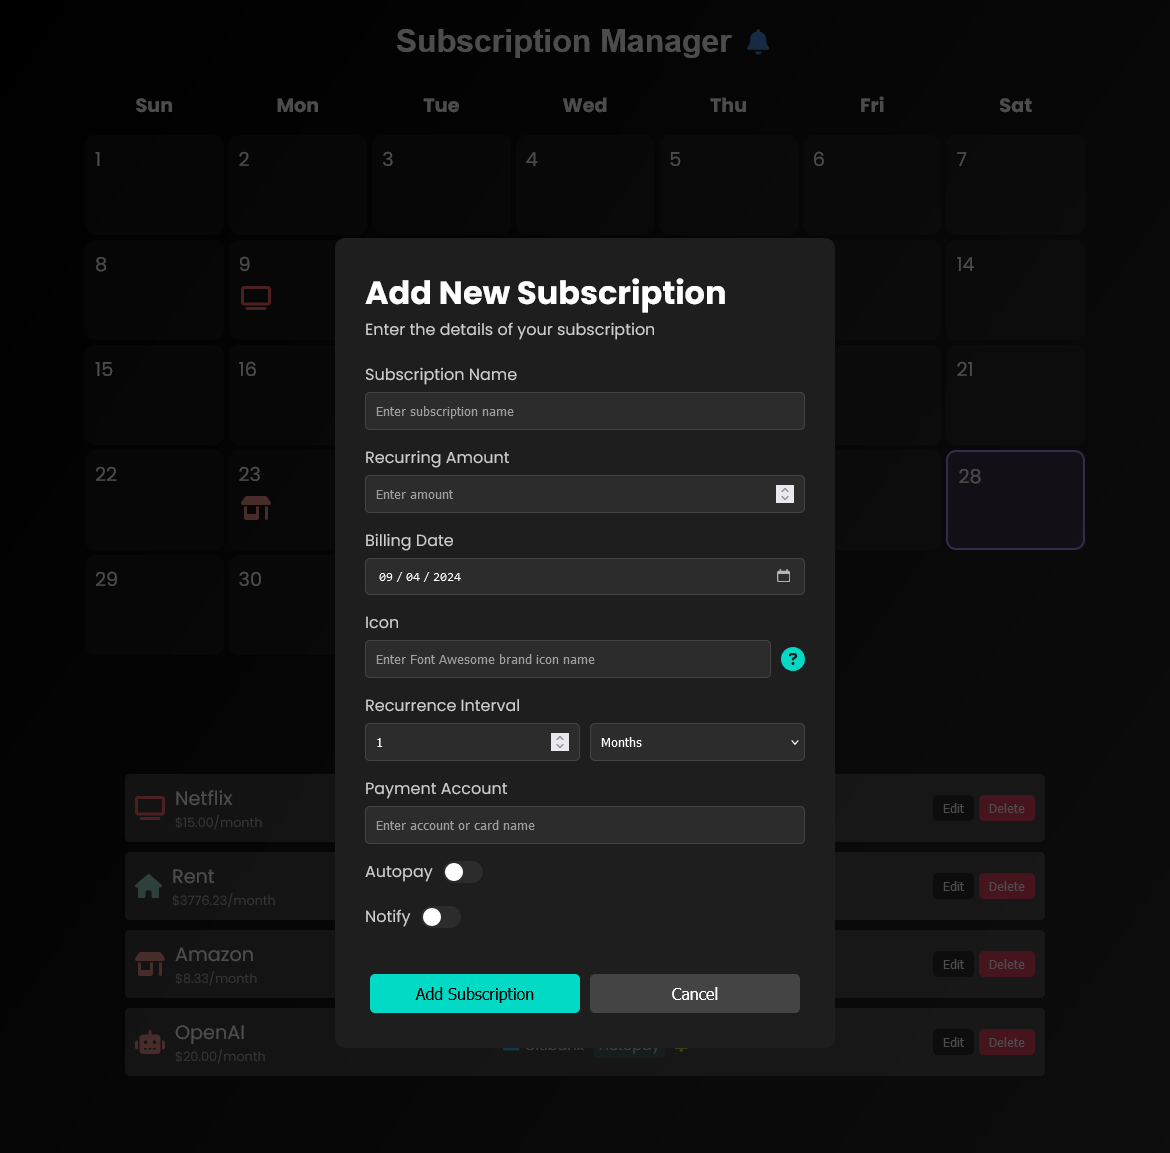 Subscription Manager
Sun Mon Tue Wed Thu Fri Sat
1 2 3 4 5 6 7
8 9 14
15 16 21
22 23 28
29 30
Add New Subscription
Enter the details of your subscription
Subscription Name
Enter subscription name
Recurring Amount
Enter amount
Billing Date
09 / 04 / 2024
Icon
Enter Font Awesome brand icon name
?
Recurrence Interval
1 Months
Payment Account
Enter account or card name
Autopay
Notify
Add Subscription Cancel
Netflix
$15.00/month
Edit Delete
Rent
$3776.23/month
Edit Delete
Amazon
$8.33/month
Edit Delete
OpenAI
$20.00/month
Citibank Autopay
Edit Delete